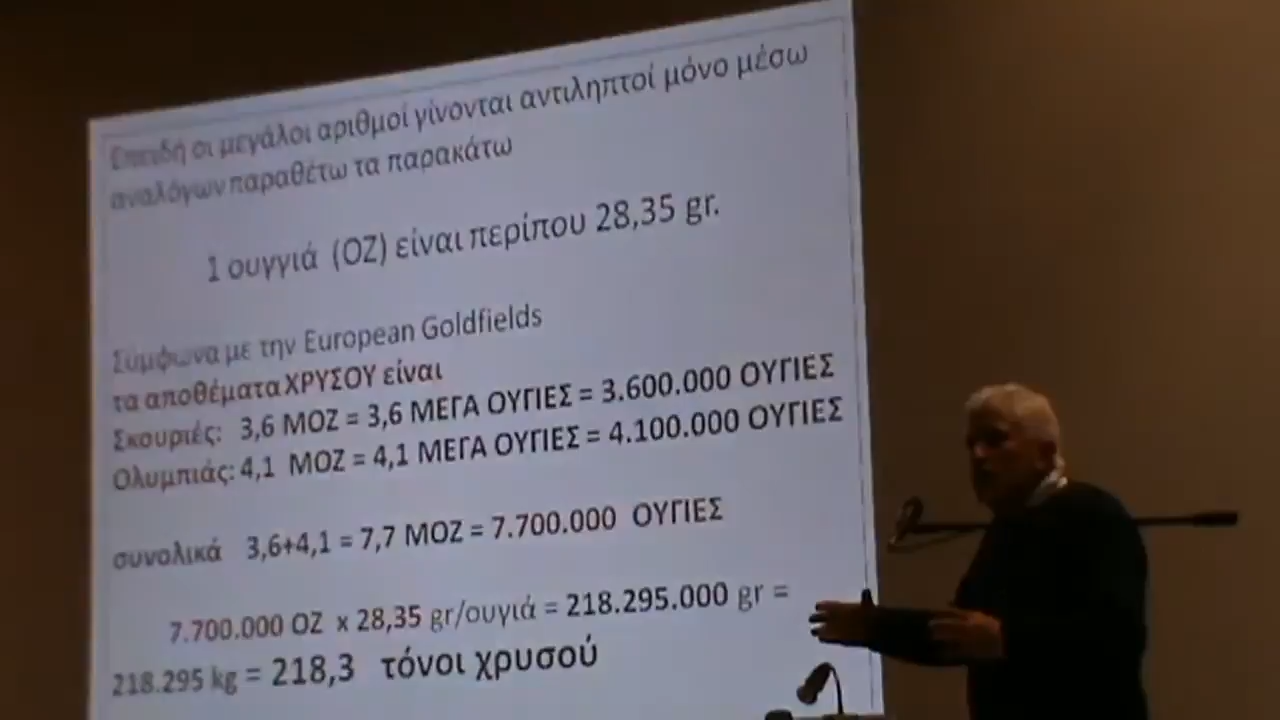 Επειδή οι μεγάλοι αριθμοί γίνονται αντιληπτοί μόνο μέσω
αναλόγων παραθέτω τα παρακάτω
1 ουγγιά (OZ) είναι περίπου 28,35 gr.
Σύμφωνα με την European Goldfields
τα αποθέματα ΧΡΥΣΟΥ είναι
Σκουριές: 3,6 MOZ = 3,6 ΜΕΓΑ ΟΥΓΙΕΣ = 3.600.000 ΟΥΓΙΕΣ
Ολυμπιάς: 4,1 MOZ = 4,1 ΜΕΓΑ ΟΥΓΙΕΣ = 4.100.000 ΟΥΓΙΕΣ
συνολικά 3,6+4,1 = 7,7 MOZ = 7.700.000 ΟΥΓΙΕΣ
7.700.000 OZ x 28,35 gr/ουγιά = 218.295.000 gr =
218.295 kg = 218,3 τόνοι χρυσού